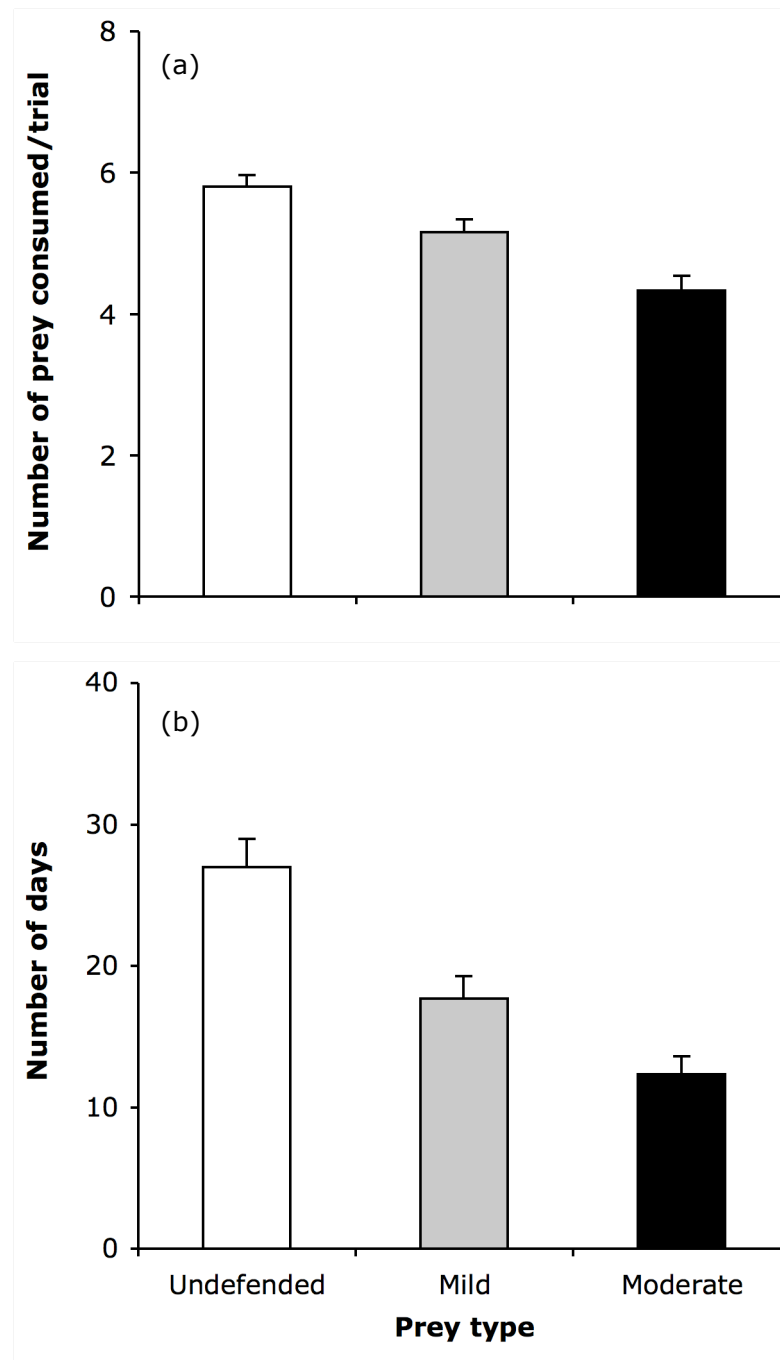 (a)
Number of prey consumed/trial
8
6
4
2
0
(b)
Number of days
40
30
20
10
0
Undefended Mild Moderate
Prey type